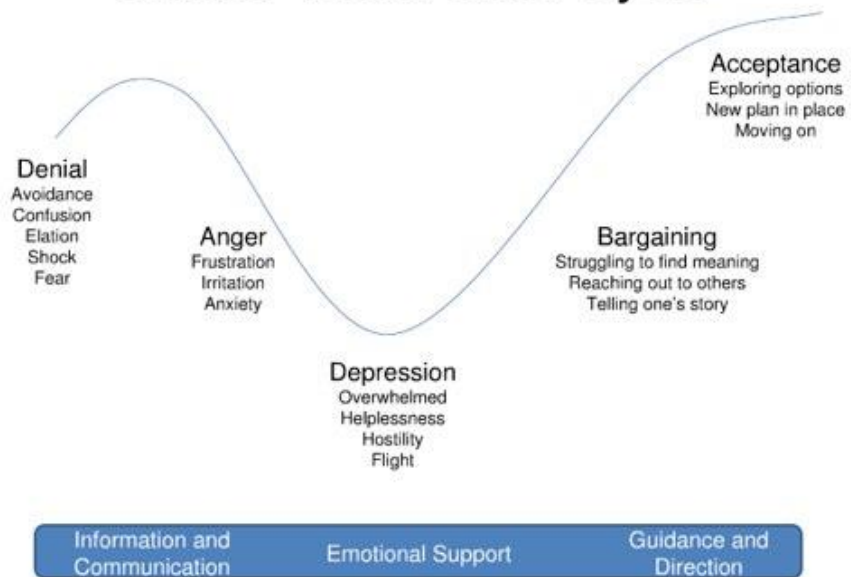 Denial
Avoidance
Confusion
Elation
Shock
Fear
Anger
Frustration
Irritation
Anxiety
Depression
Overwhelmed
Helplessness
Hostility
Flight
Bargaining
Struggling to find meaning
Reaching out to others
Telling one's story
Acceptance
Exploring options
New plan in place
Moving on
Information and
Communication
Emotional Support
Guidance and
Direction